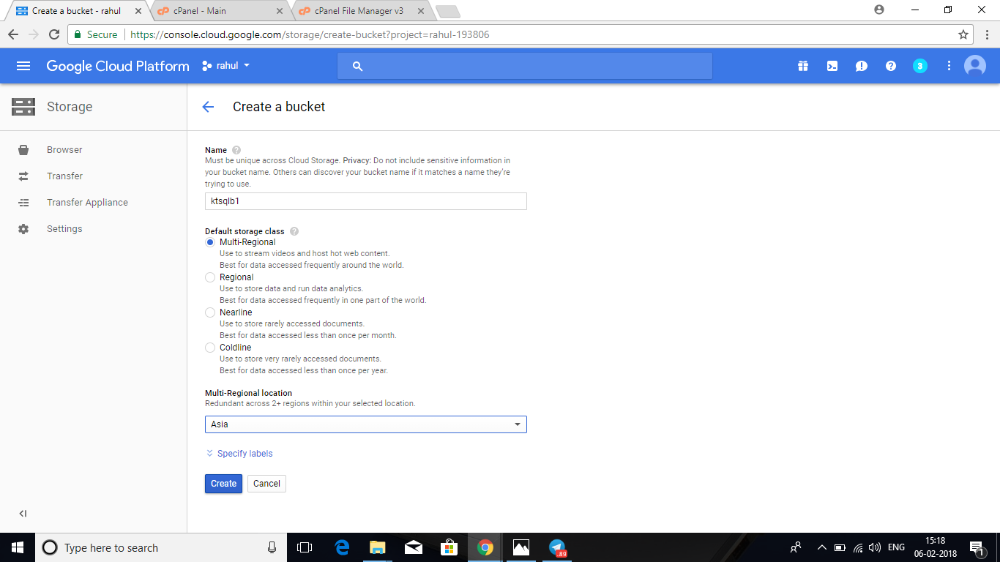 Create a bucket - rahul
cPanel - Main
cPanel File Manager v3
Secure
https://console.cloud.google.com/storage/create-bucket?project=rahul-193806
Google Cloud Platform
rahul
3
Storage
Create a bucket
Browser
Transfer
Transfer Appliance
Settings
Name
Must be unique across Cloud Storage. Privacy: Do not include sensitive information in
your bucket name. Others can discover your bucket name if it matches a name they're
trying to use.
ktsqlb1
Default storage class
Multi-Regional
Use to stream videos and host hot web content.
Best for data accessed frequently around the world.
Regional
Use to store data and run data analytics.
Best for data accessed frequently in one part of the world.
Nearline
Use to store rarely accessed documents.
Best for data accessed less than once per month.
Coldline
Use to store very rarely accessed documents.
Best for data accessed less than once per year.
Multi-Regional location
Redundant across 2+ regions within your selected location.
Asia
Specify labels
Create
Cancel
Type here to search
.89
ENG
15:18
06-02-2018
1